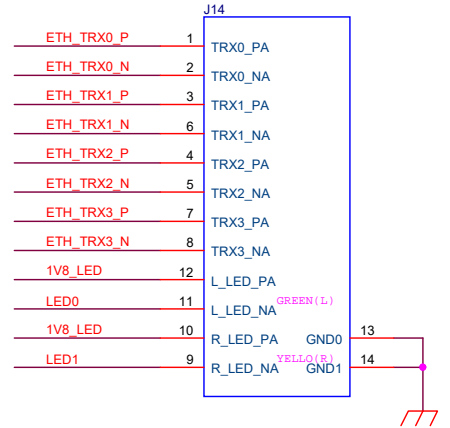 J14
ETH_TRX0_P 1 TRX0_PA
ETH_TRX0_N 2 TRX0_NA
ETH_TRX1_P 3 TRX1_PA
ETH_TRX1_N 6 TRX1_NA
ETH_TRX2_P 4 TRX2_PA
ETH_TRX2_N 5 TRX2_NA
ETH_TRX3_P 7 TRX3_PA
ETH_TRX3_N 8 TRX3_NA
1V8_LED 12 L_LED_PA
LED0 11 L_LED_NA GREEN(L)
1V8_LED 10 R_LED_PA GND0 13
LED1 9 R_LED_NA YELLO(R) GND1 14